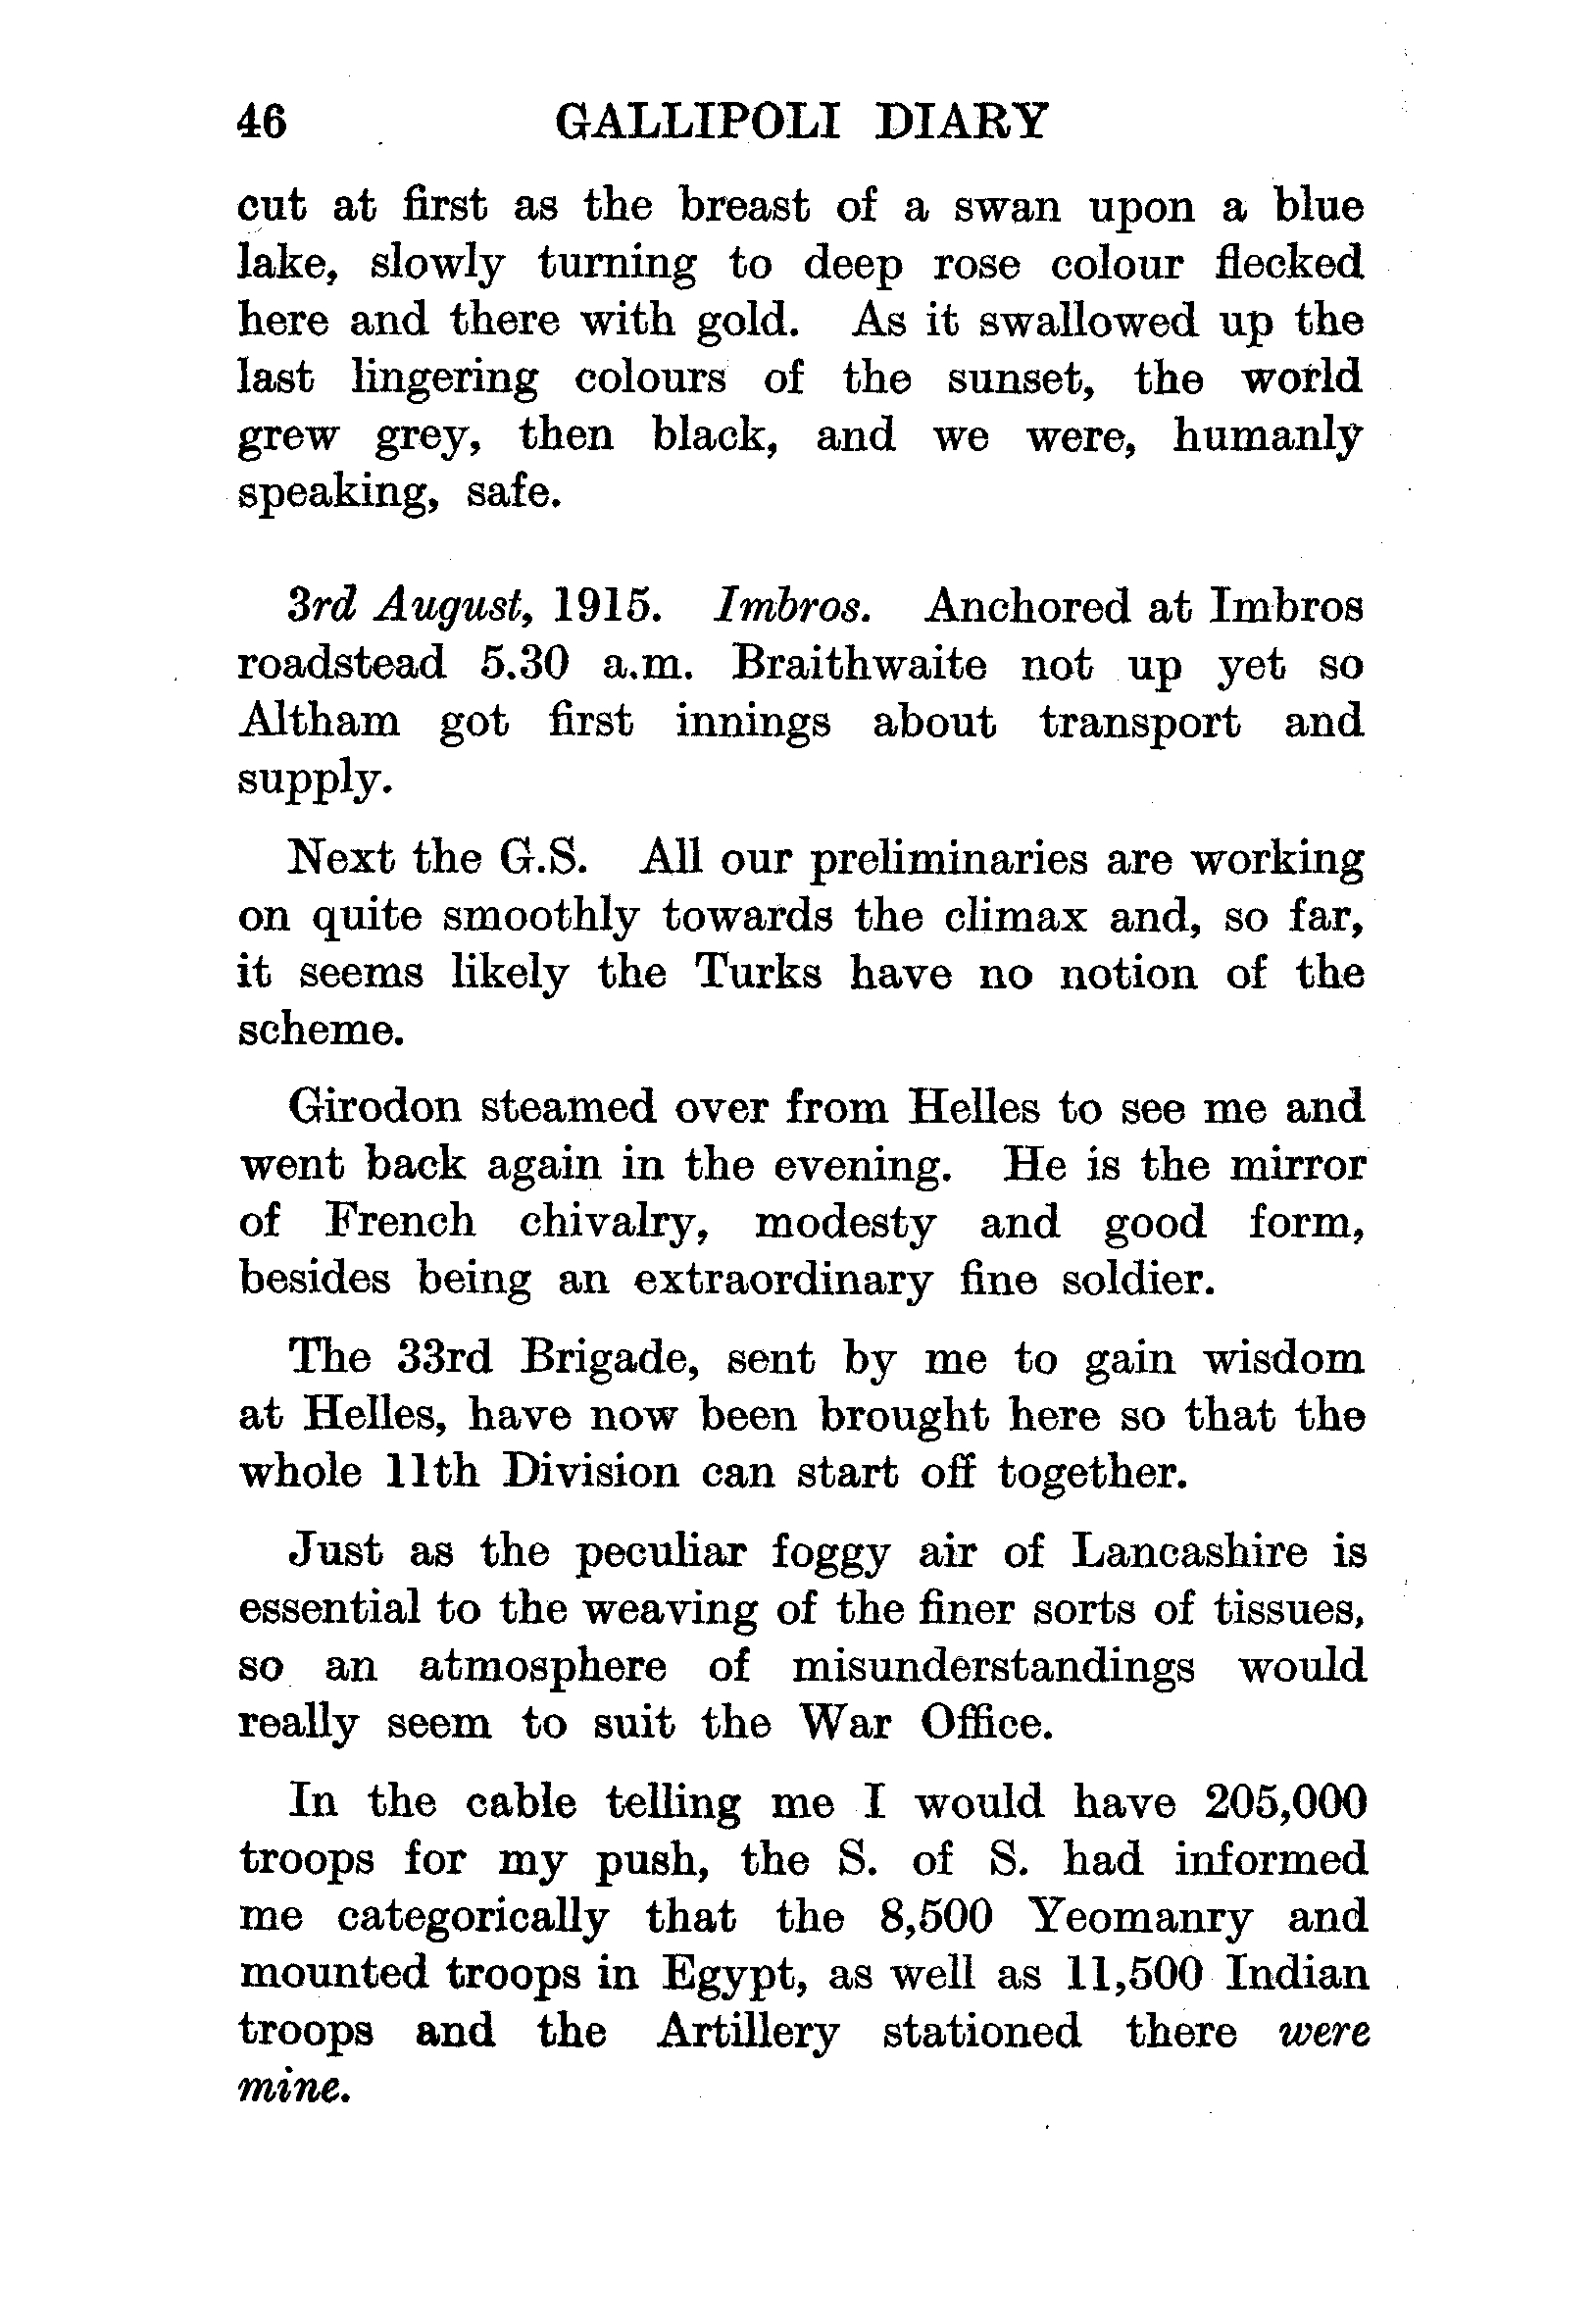 46 GALLIPOLI DIARY
cut at first as the breast of a swan upon a blue
lake, slowly turning to deep rose colour flecked
here and there with gold. As it swallowed up the
last lingering colours of the sunset, the world
grew grey, then black, and we were, humanly
speaking, safe.
3rd August, 1915. Imbros. Anchored at Imbros
roadstead 5.30 a.m. Braithwaite not up yet so
Altham got first innings about transport and
supply.
Next the G.S. All our preliminaries are working
on quite smoothly towards the climax and, so far,
it seems likely the Turks have no notion of the
scheme.
Girodon steamed over from Helles to see me and
went back again in the evening. He is the mirror
of French chivalry, modesty and good form,
besides being an extraordinary fine soldier.
The 33rd Brigade, sent by me to gain wisdom
at Helles, have now been brought here so that the
whole 11th Division can start off together.
Just as the peculiar foggy air of Lancashire is
essential to the weaving of the finer sorts of tissues,
so an atmosphere of misunderstandings would
really seem to suit the War Office.
In the cable telling me I would have 205,000
troops for my push, the S. of S. had informed
me categorically that the 8,500 Yeomanry and
mounted troops in Egypt, as well as 11,500 Indian
troops and the Artillery stationed there were
mine.